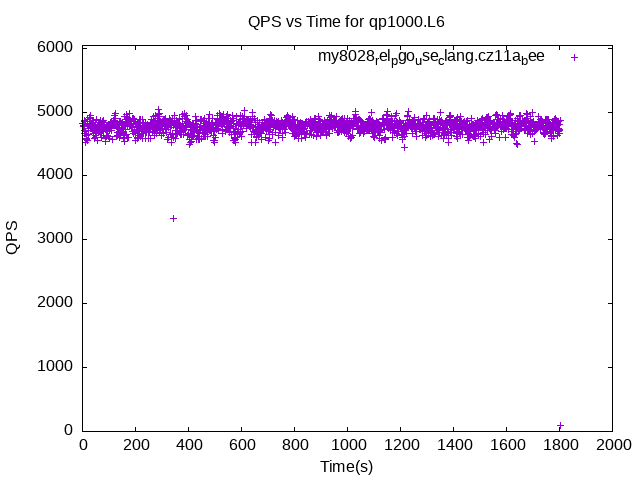 QPS vs Time for qp1000.L6
my8028relpgouseclang.cz11abee
6000
5000
4000
3000
2000
1000
0
QPS
0 200 400 600 800 1000 1200 1400 1600 1800 2000
Time(s)